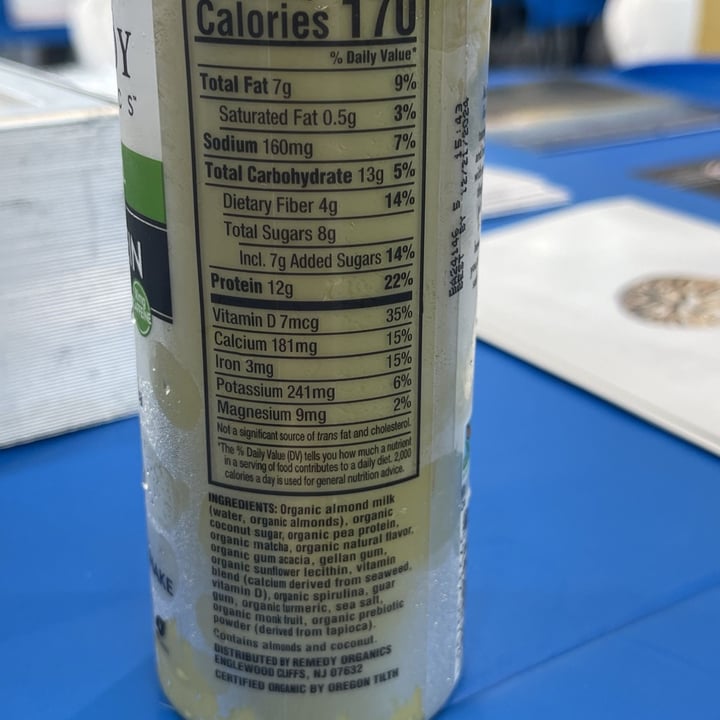 Calories 170
% Daily Value*
Total Fat 7g 9%
Saturated Fat 0.5g 3%
Sodium 160mg 7%
Total Carbohydrate 13g 5%
Dietary Fiber 4g 14%
Total Sugars 8g
Incl. 7g Added Sugars 14%
Protein 12g 22%
Vitamin D 7mcg 35%
Calcium 181mg 15%
Iron 3mg 15%
Potassium 241mg 6%
Magnesium 9mg 2%
Not a significant source of trans fat and cholesterol.
*The % Daily Value (DV) tells you how much a nutrient
in a serving of food contributes to a daily diet. 2,000
calories a day is used for general nutrition advice.
INGREDIENTS: Organic almond milk
(water, organic almonds), organic
coconut sugar, organic pea protein,
organic matcha, organic natural flavor,
organic gum acacia, gellan gum,
organic sunflower lecithin, vitamin
blend (calcium derived from seaweed,
vitamin D), organic spirulina, guar
gum, organic turmeric, sea salt,
organic monk fruit, organic prebiotic
powder (derived from tapioca).
Contains almonds and coconut.
DISTRIBUTED BY REMEDY ORGANICS
ENGLEWOOD CLIFFS, NJ 07632
CERTIFIED ORGANIC BY OREGON TILTH
15:43
BEST BY 12/21/2024